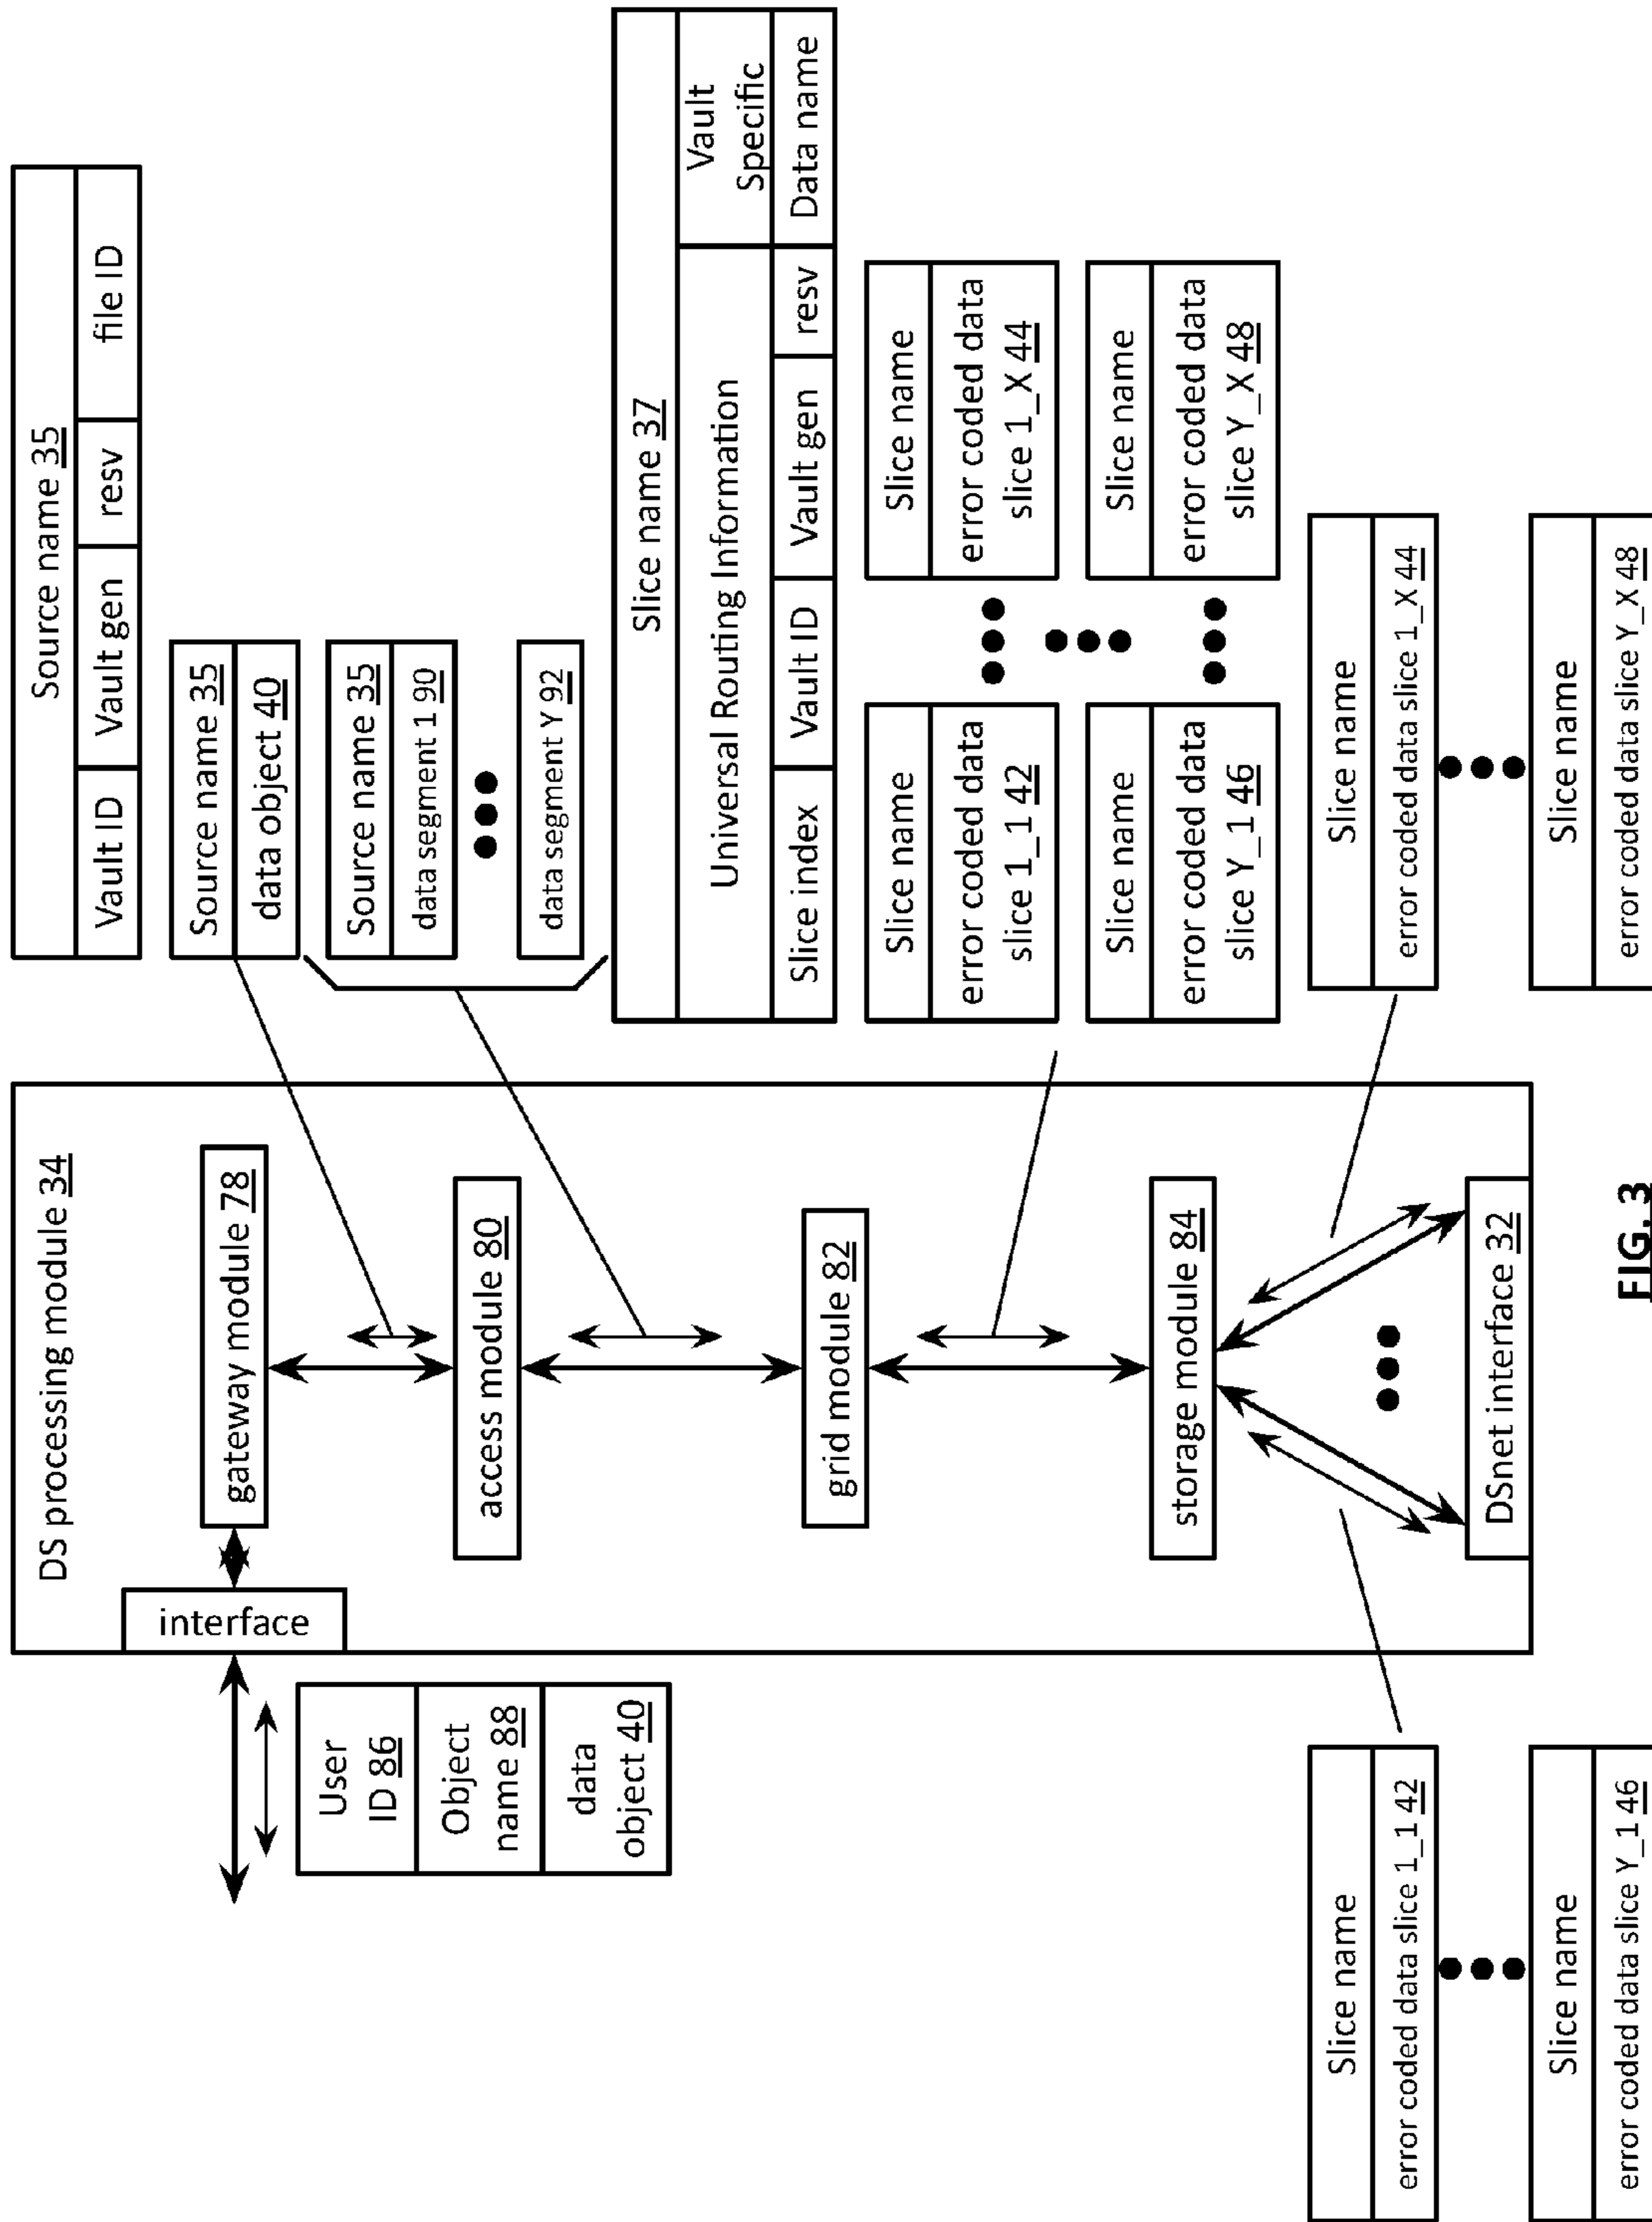 DS processing module 34
interface
gateway module 78
access module 80
grid module 82
storage module 84
DSnet interface 32
User
ID 86
Object
name 88
data
object 40
Source name 35
Vault ID
Vault gen
resv
file ID
Source name 35
data object 40
Source name 35
data segment 1 90
data segment Y 92
Slice name 37
Universal Routing Information
Vault
Specific
Slice index
Vault ID
Vault gen
resv
Data name
Slice name
error coded data
slice 1_1 42
Slice name
error coded data
slice 1_X 44
Slice name
error coded data
slice Y_1 46
Slice name
error coded data
slice Y_X 48
Slice name
error coded data slice 1_1 42
Slice name
error coded data slice Y_1 46
Slice name
error coded data slice 1_X 44
Slice name
error coded data slice Y_X 48
FIG. 3